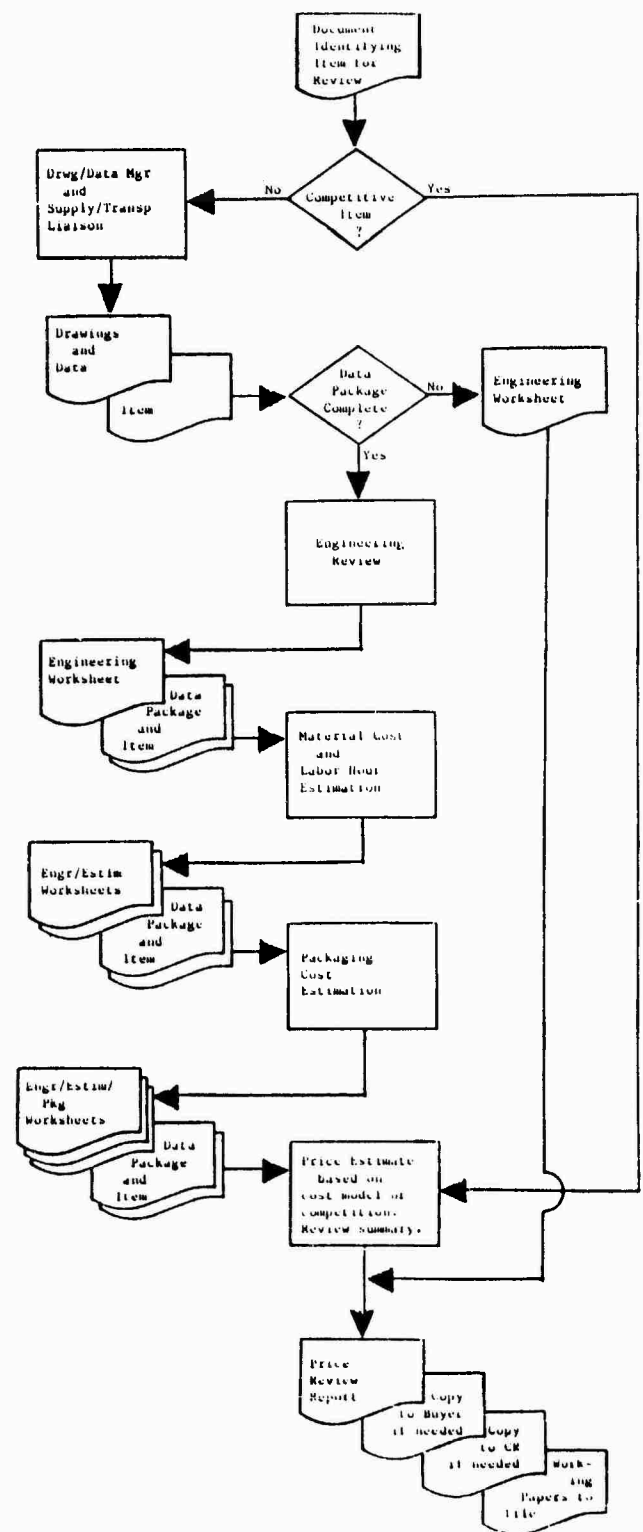 Document
Identifying
Item for
Review
Drwg/Data Mgr
and
Supply/Transp
Liaison
No
Competitive
Item
?
Yes
Drawings
and
Data
Item
Data
Package
Complete
?
No
Engineering
Worksheet
Yes
Engineering
Review
Engineering
Worksheet
Data
Package
and
Item
Material Cost
and
Labor Hour
Estimation
Engr/Estim
Worksheets
Data
Package
and
Item
Packaging
Cost
Estimation
Engr/Estim/
Pkg
Worksheets
Data
Package
and
Item
Price Estimate
based on
cost model or
competition.
Review summary.
Price
Review
Report
Copy
to Buyer
if needed
Copy
to CR
if needed
Work-
ing
Papers to
File